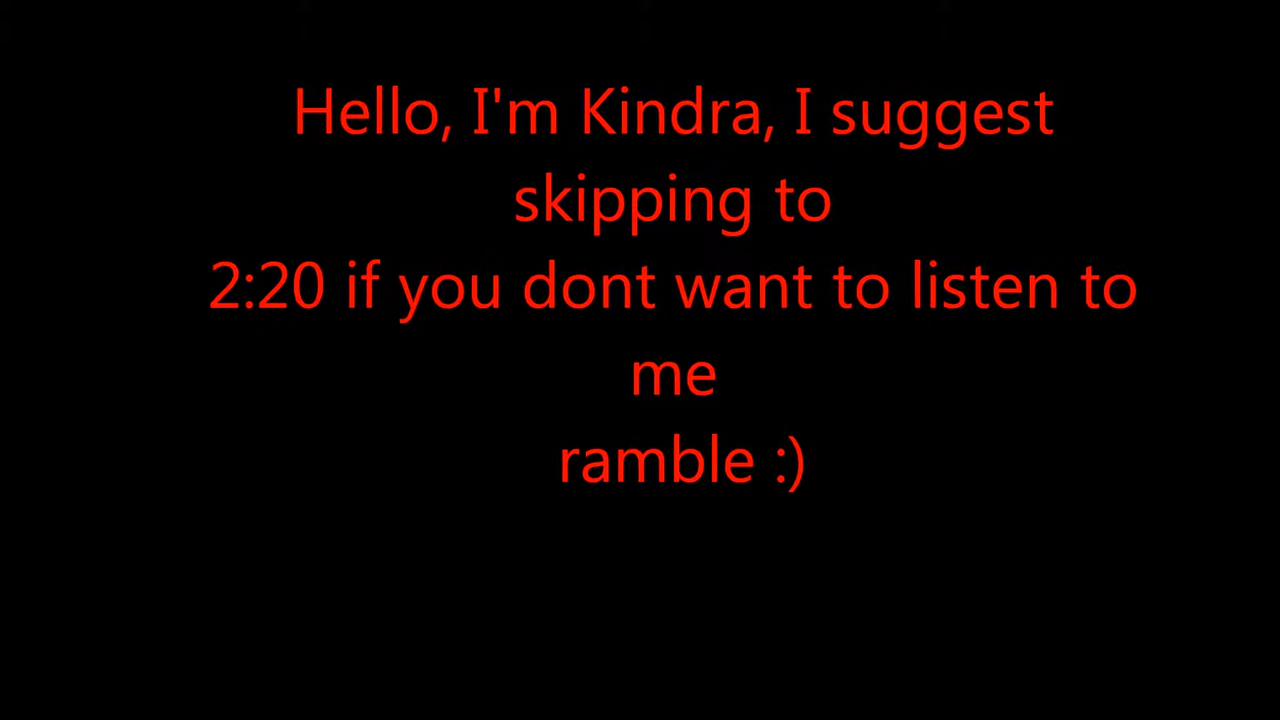 Hello, I'm Kindra, I suggest
skipping to
2:20 if you dont want to listen to
me
ramble :)